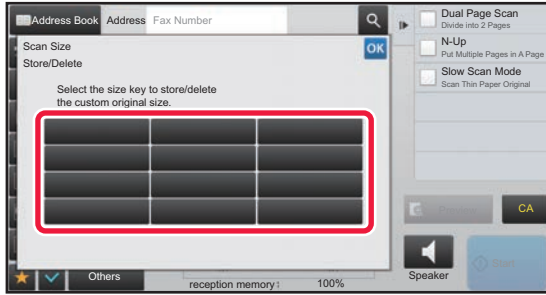 Address Book Address Fax Number
Scan Size
OK
Store/Delete
Select the size key to store/delete
the custom original size.
Others
reception memory: 100%
Dual Page Scan
Divide into 2 Pages
N-Up
Put Multiple Pages in A Page
Slow Scan Mode
Scan Thin Paper Original
CA
Speaker
Start